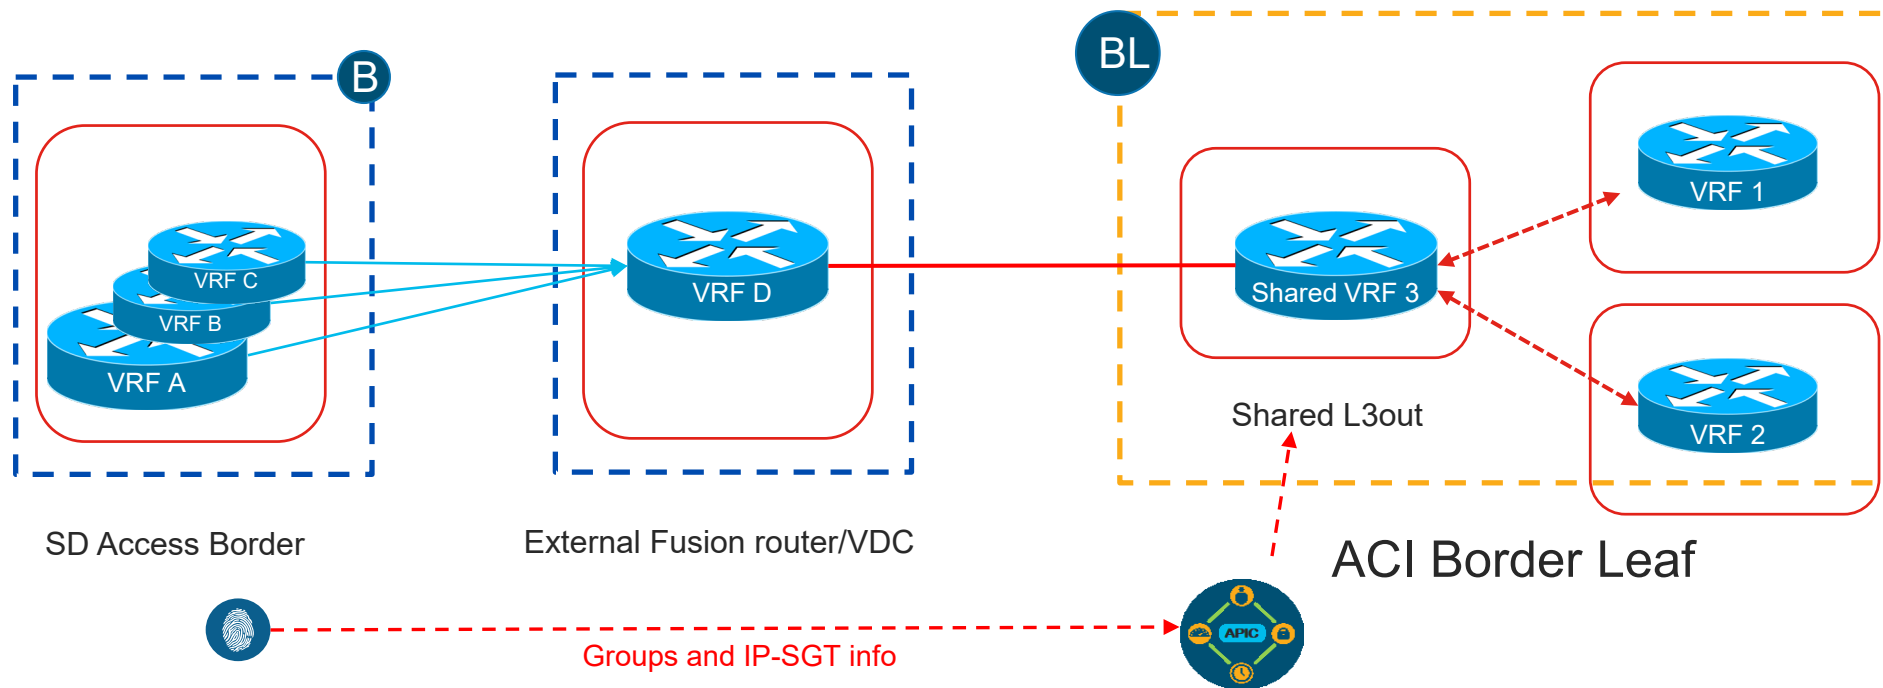 B
BL
VRF C
VRF B
VRF A
VRF D
Shared VRF 3
VRF 1
VRF 2
Shared L3out
SD Access Border
External Fusion router/VDC
ACI Border Leaf
APIC
Groups and IP-SGT info